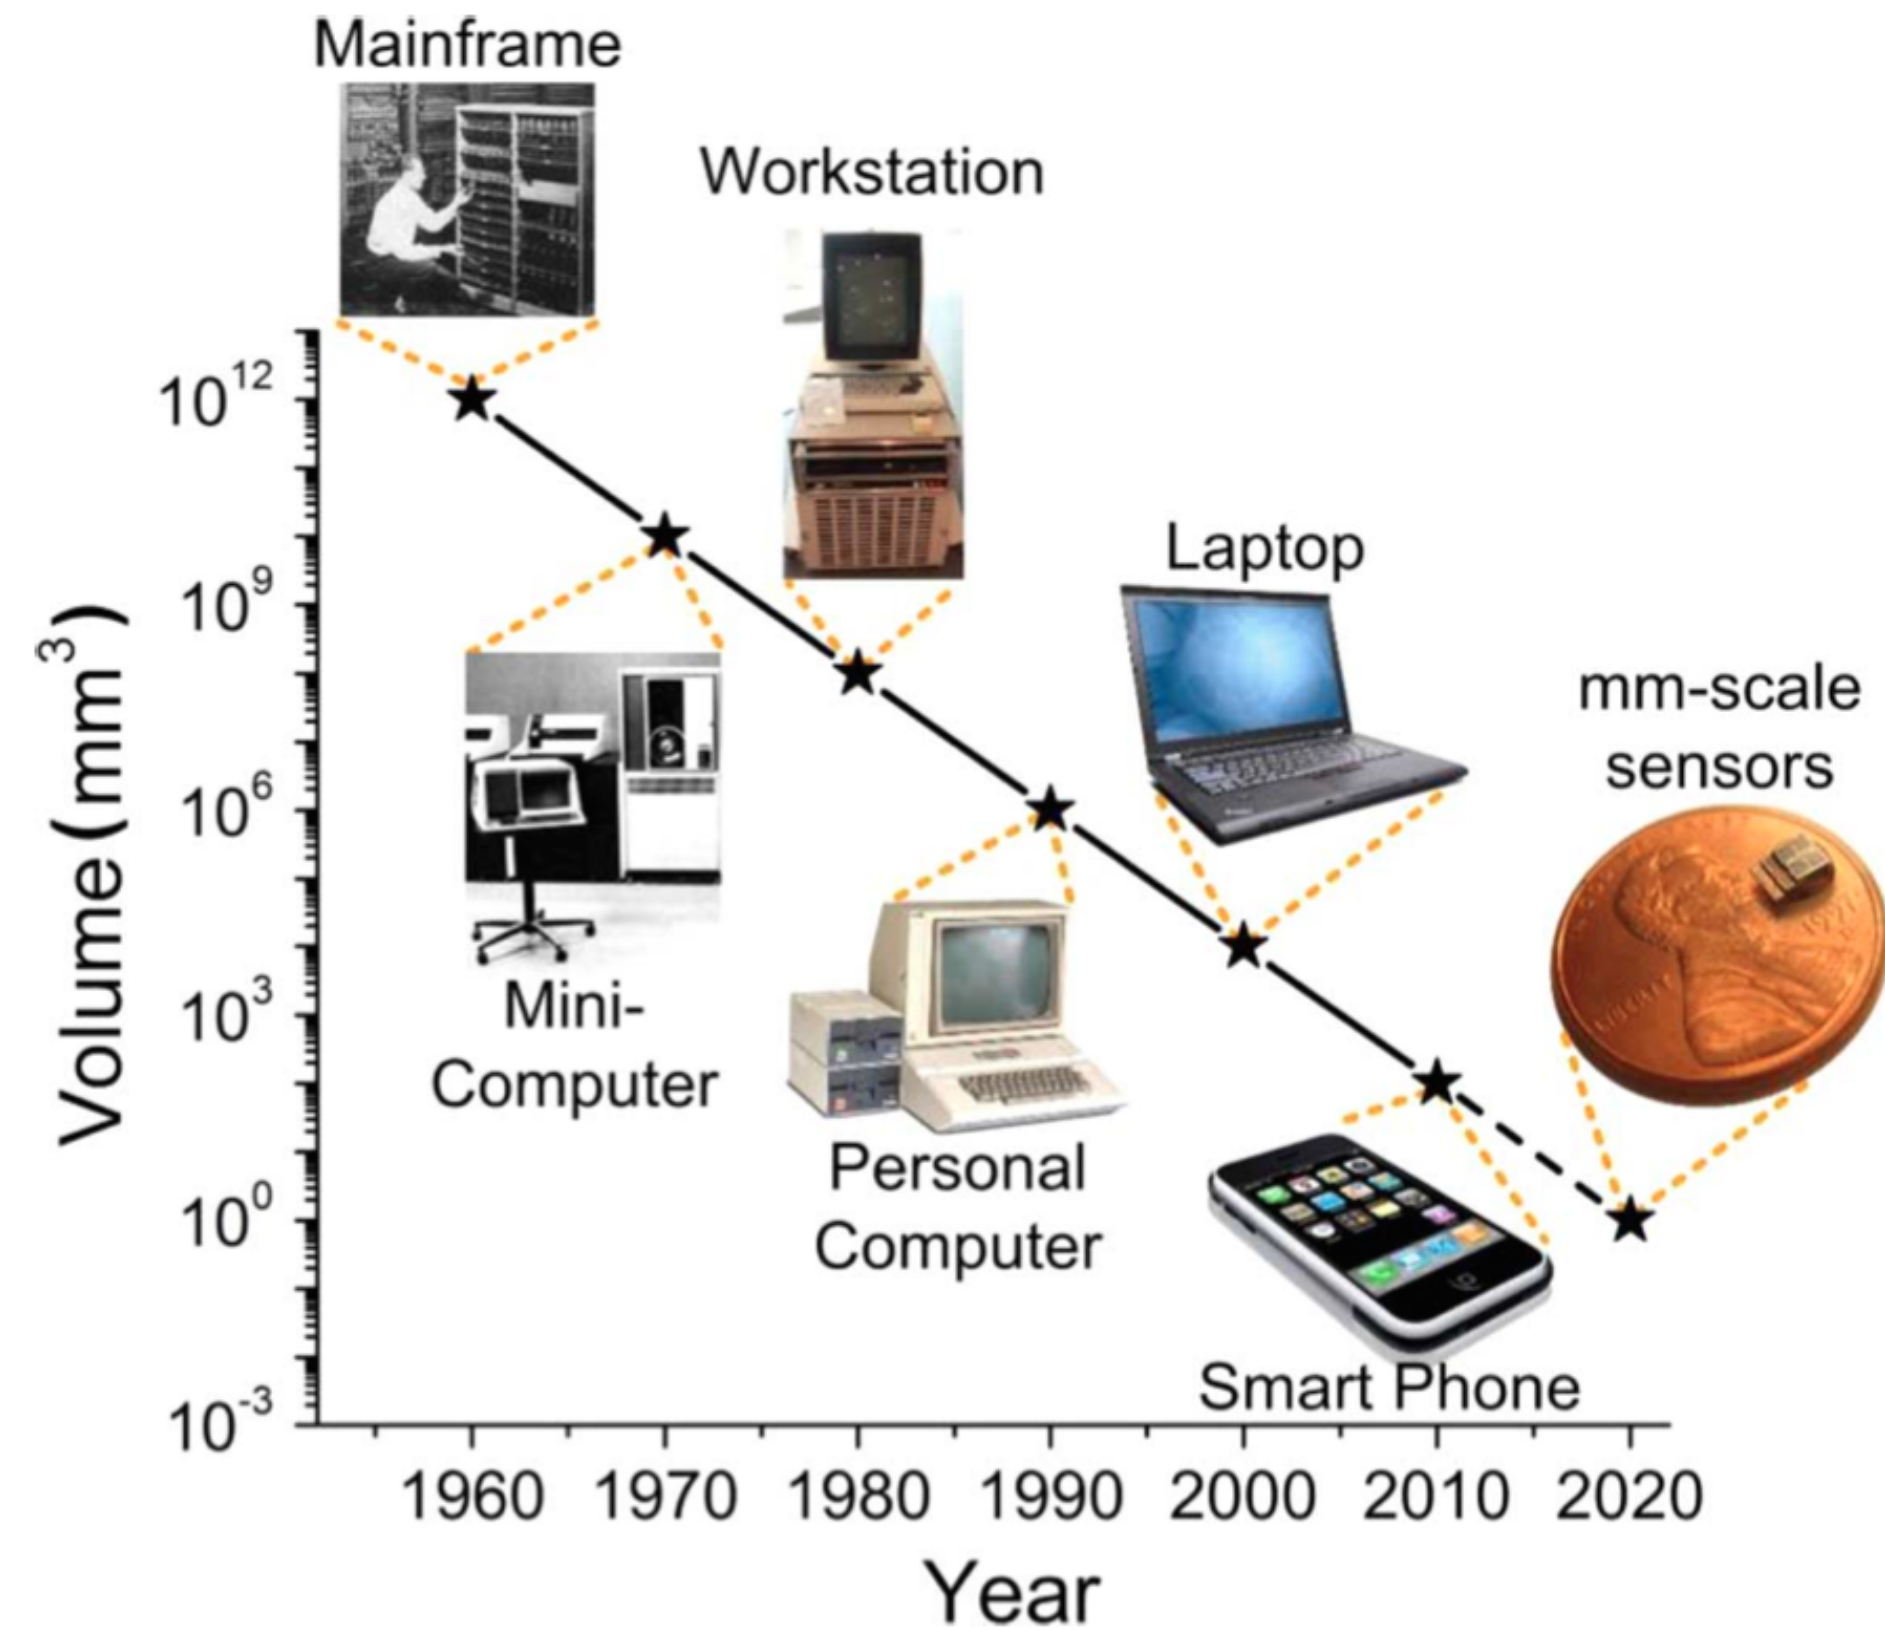 Mainframe
Workstation
Laptop
mm-scale
sensors
Mini-
Computer
Personal
Computer
Smart Phone
Volume (mm³)
10¹²
10⁹
10⁶
10³
10⁰
10⁻³
1960 1970 1980 1990 2000 2010 2020
Year